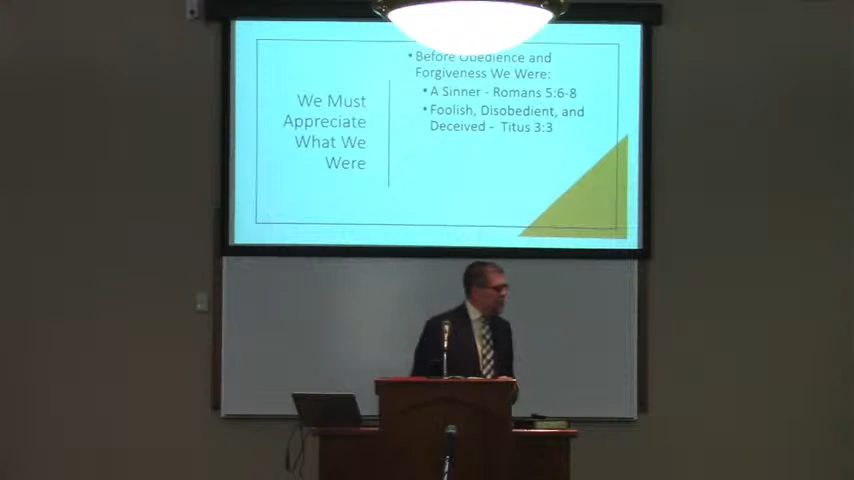 We Must
Appreciate
What We
Were
• Before Obedience and
Forgiveness We Were:
• A Sinner - Romans 5:6-8
• Foolish, Disobedient, and
Deceived - Titus 3:3